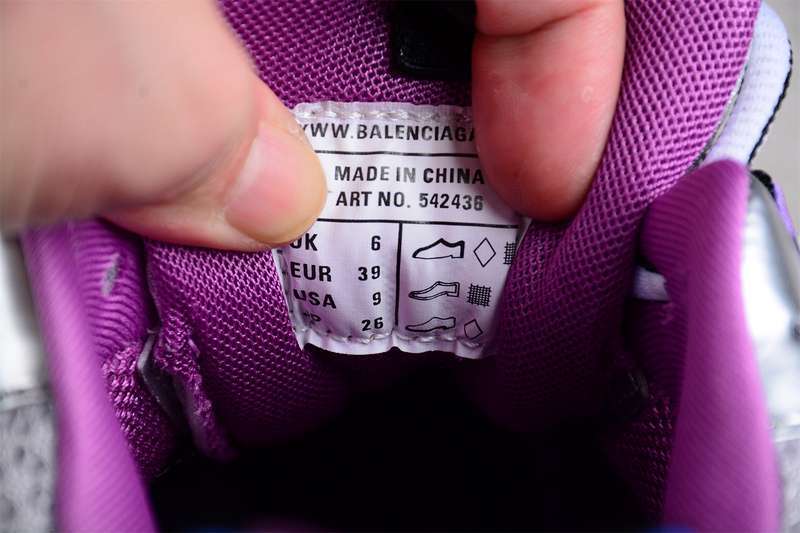 WWW.BALENCIAGA
MADE IN CHINA
ART NO. 542436
UK 6
EUR 39
USA 9
26